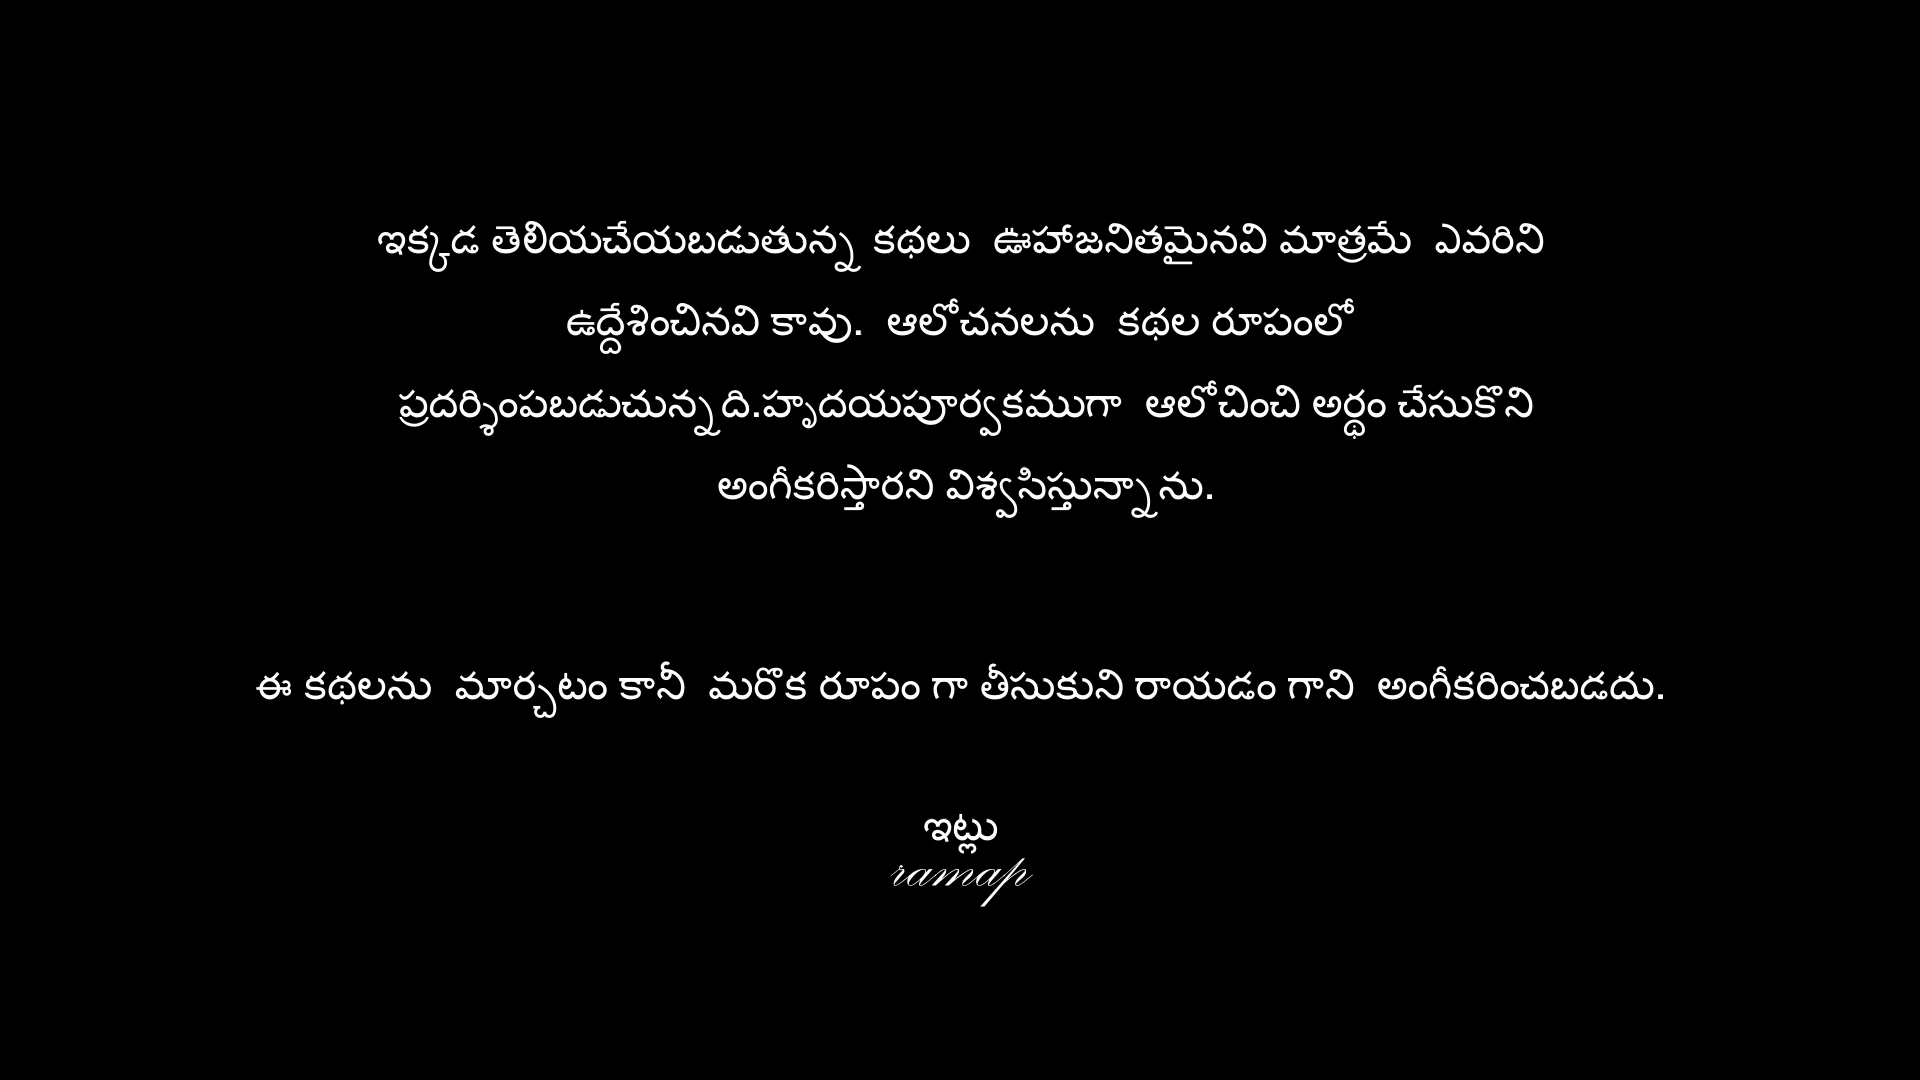 ఇక్కడ తెలియచేయబడుతున్న కథలు ఊహాజనితమైనవి మాత్రమే ఎవరిని
ఉద్దేశించినవి కావు. ఆలోచనలను కథల రూపంలో
ప్రదర్శింపబడుచున్నది.హృదయపూర్వకముగా ఆలోచించి అర్థం చేసుకొని
అంగీకరిస్తారని విశ్వసిస్తున్నాను.
ఈ కథలను మార్చటం కానీ మరొక రూపం గా తీసుకుని రాయడం గాని అంగీకరించబడదు.
ఇట్లు
ramap